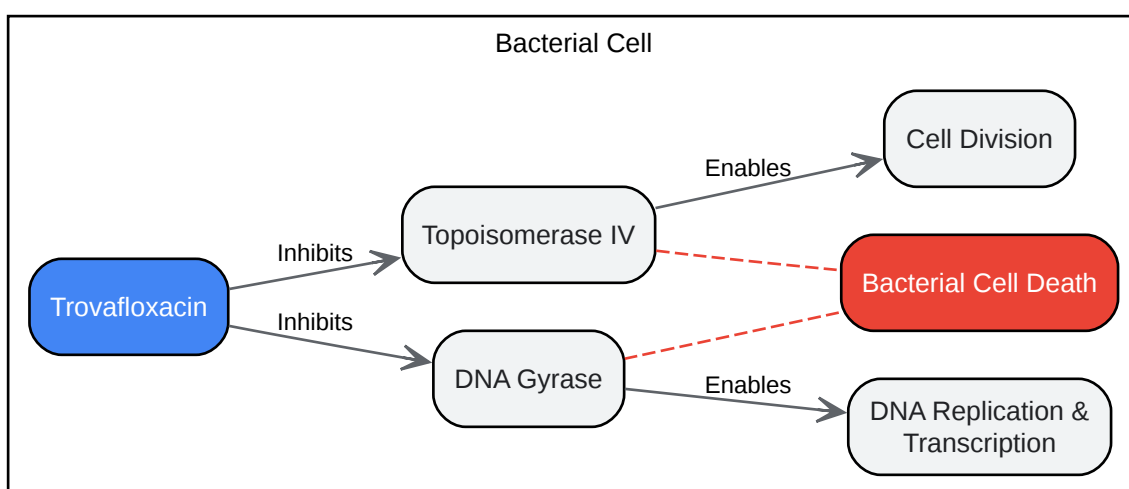 Bacterial Cell
Cell Division
Enables
Topoisomerase IV
Inhibits
Bacterial Cell Death
Trovafloxacin
Inhibits
DNA Gyrase
Enables
DNA Replication &
Transcription